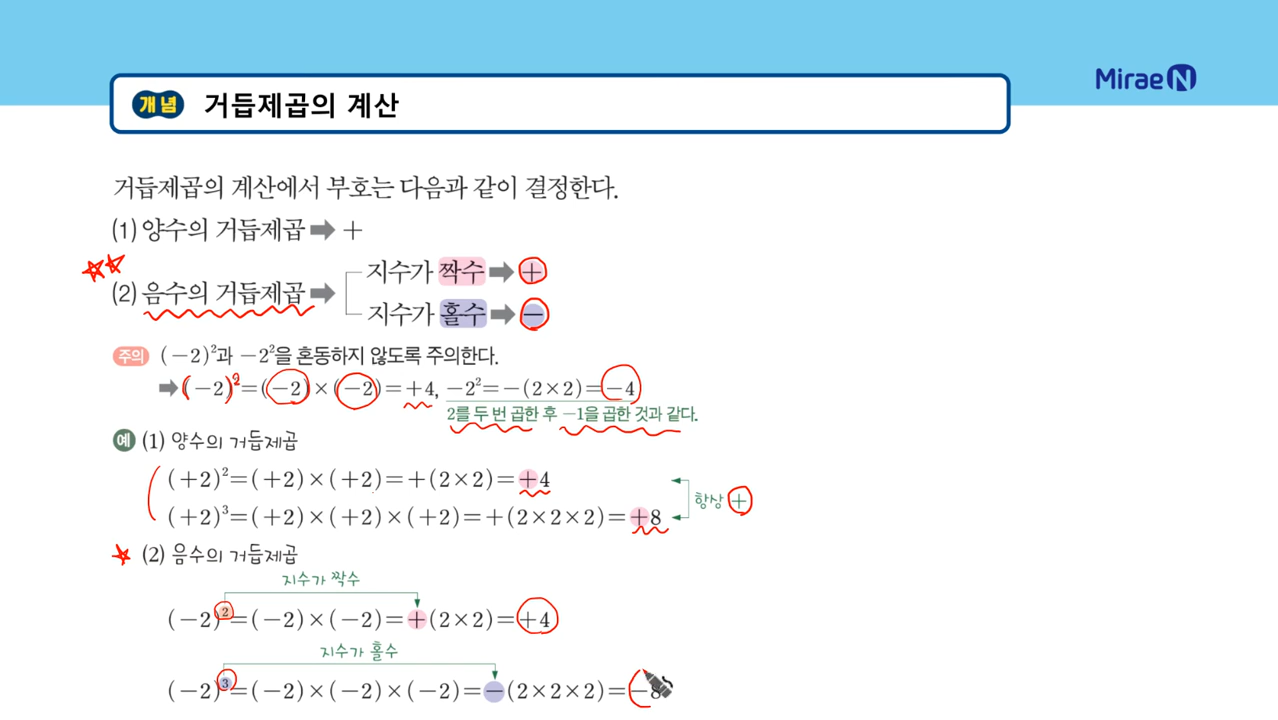 Mirae N
개념 거듭제곱의 계산
거듭제곱의 계산에서 부호는 다음과 같이 결정한다.
(1) 양수의 거듭제곱 ➡ +
(2) 음수의 거듭제곱 ➡
지수가 짝수 ➡ +
지수가 홀수 ➡ −
주의 (−2)²과 −2²을 혼동하지 않도록 주의한다.
➡ (−2)²=(−2)×(−2)=+4, −2²=−(2×2)=−4
2를 두 번 곱한 후 −1을 곱한 것과 같다.
예 (1) 양수의 거듭제곱
(+2)²=(+2)×(+2)=+(2×2)=+4
항상 +
(+2)³=(+2)×(+2)×(+2)=+(2×2×2)=+8
(2) 음수의 거듭제곱
지수가 짝수
(−2)²=(−2)×(−2)=+(2×2)=+4
지수가 홀수
(−2)³=(−2)×(−2)×(−2)=−(2×2×2)=−8